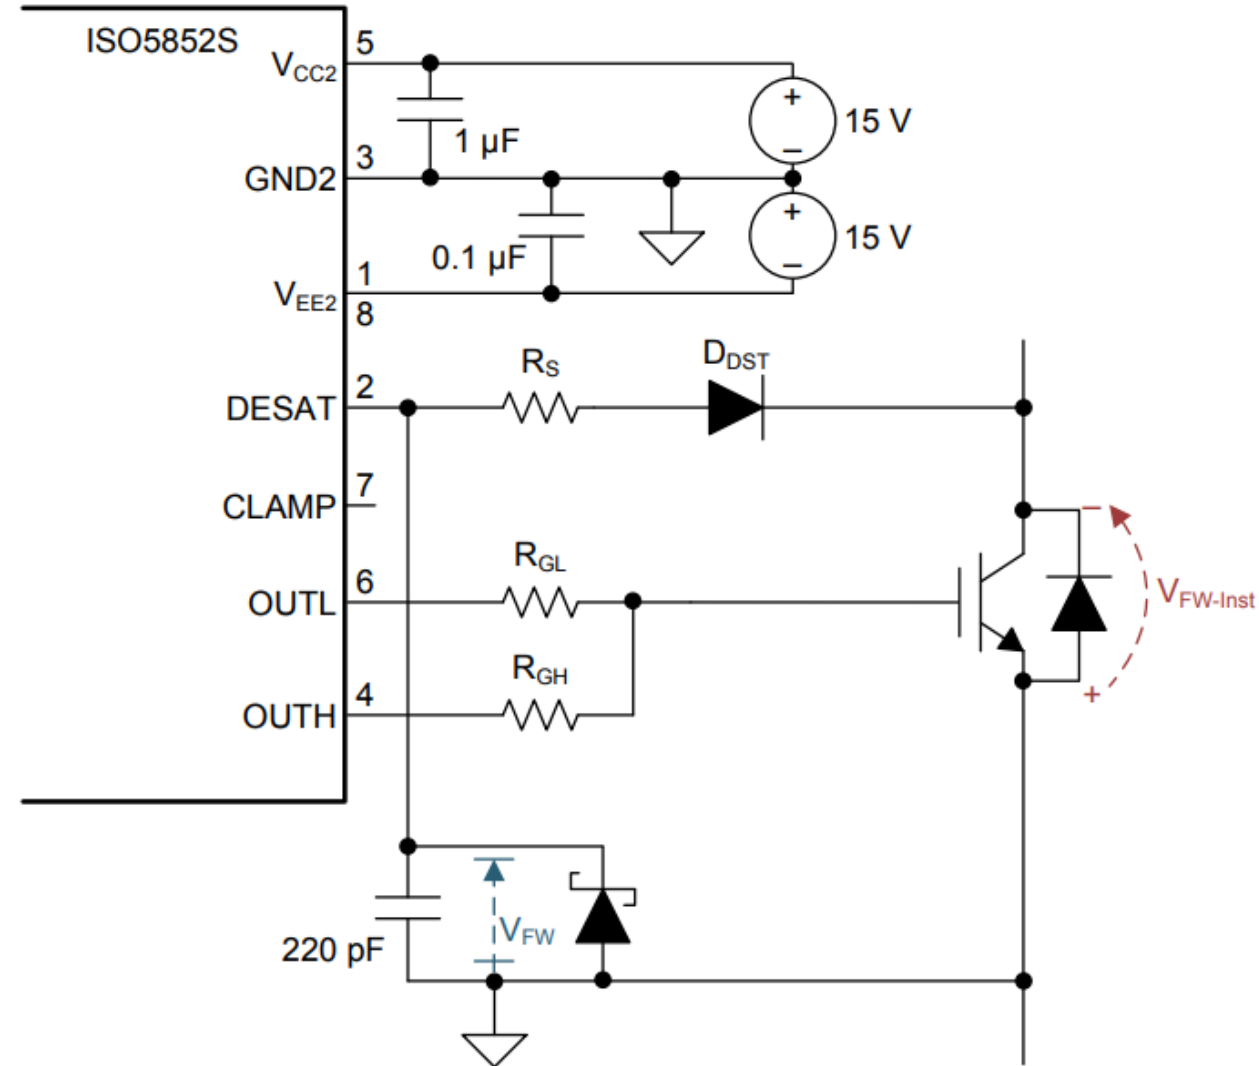 ISO5852S
5
VCC2
+
15 V
1 µF
–
3
GND2
+
15 V
0.1 µF
–
1
VEE2
8
RS
DDST
2
DESAT
7
CLAMP
–
RGL
6
OUTL
VFW-Inst
RGH
4
OUTH
+
VFW
220 pF